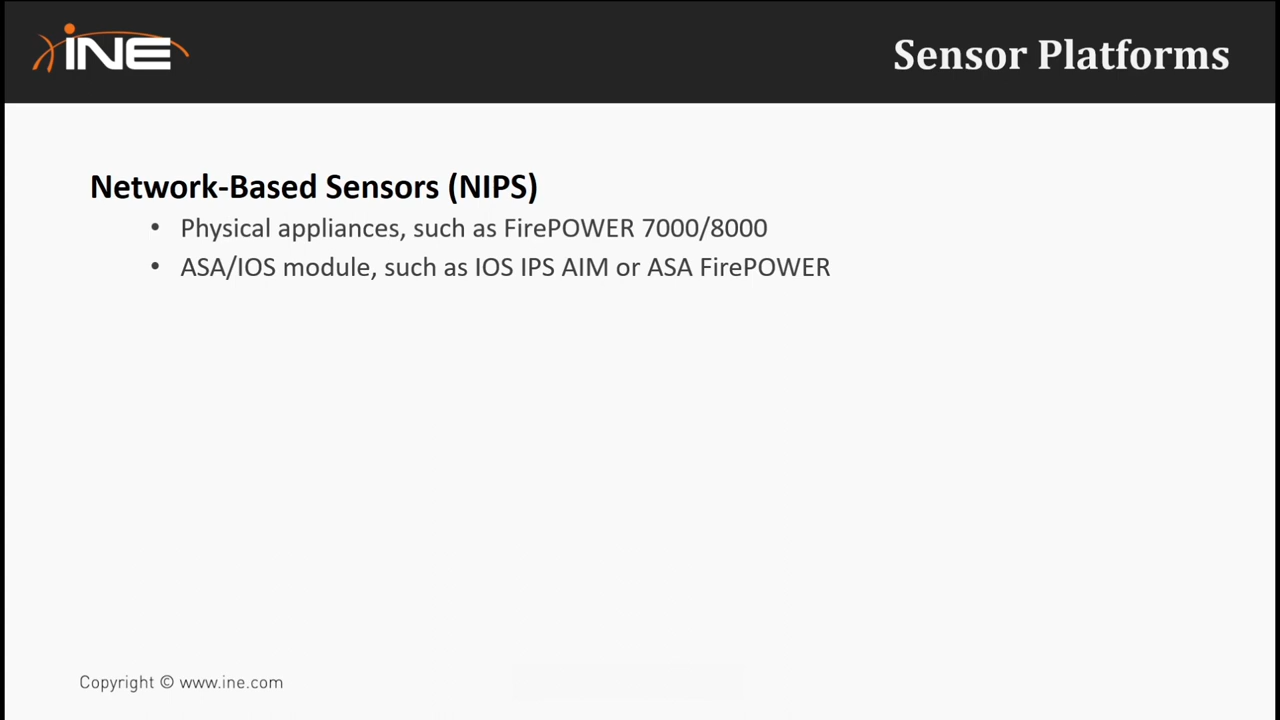 iNE
Sensor Platforms
Network-Based Sensors (NIPS)
• Physical appliances, such as FirePOWER 7000/8000
• ASA/IOS module, such as IOS IPS AIM or ASA FirePOWER
Copyright © www.ine.com